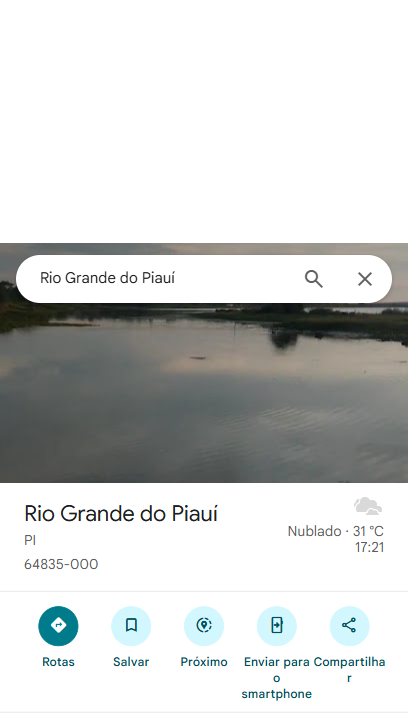 Rio Grande do Piauí
Rio Grande do Piauí
PI
64835-000
Nublado · 31 °C
17:21
Rotas
Salvar
Próximo
Enviar para
o
smartphone
Compartilha
r